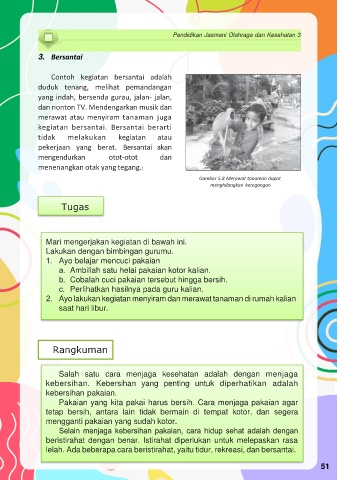 Pendidikan Jasmani Olahraga dan Kesehatan 3
3. Bersantai
Contoh kegiatan bersantai adalah
duduk tenang, melihat pemandangan
yang indah, bersenda gurau, jalan- jalan,
dan nonton TV. Mendengarkan musik dan
merawat atau menyiram tanaman juga
kegiatan bersantai. Bersantai berarti
tidak melakukan kegiatan atau
pekerjaan yang berat. Bersantai akan
mengendurkan otot-otot dan
menenangkan otak yang tegang.
Gambar 5.8 Merawat tanaman dapat
menghilangkan ketegangan
Tugas
Mari mengerjakan kegiatan di bawah ini.
Lakukan dengan bimbingan gurumu.
1. Ayo belajar mencuci pakaian
a. Ambillah satu helai pakaian kotor kalian.
b. Cobalah cuci pakaian tersebut hingga bersih.
c. Perlihatkan hasilnya pada guru kalian.
2. Ayo lakukan kegiatan menyiram dan merawat tanaman di rumah kalian
saat hari libur.
Rangkuman
Salah satu cara menjaga kesehatan adalah dengan menjaga
kebersihan. Kebersihan yang penting untuk diperhatikan adalah
kebersihan pakaian.
Pakaian yang kita pakai harus bersih. Cara menjaga pakaian agar
tetap bersih, antara lain tidak bermain di tempat kotor, dan segera
mengganti pakaian yang sudah kotor.
Selain menjaga kebersihan pakaian, cara hidup sehat adalah dengan
beristirahat dengan benar. Istirahat diperlukan untuk melepaskan rasa
lelah. Ada beberapa cara beristirahat, yaitu tidur, rekreasi, dan bersantai.
51